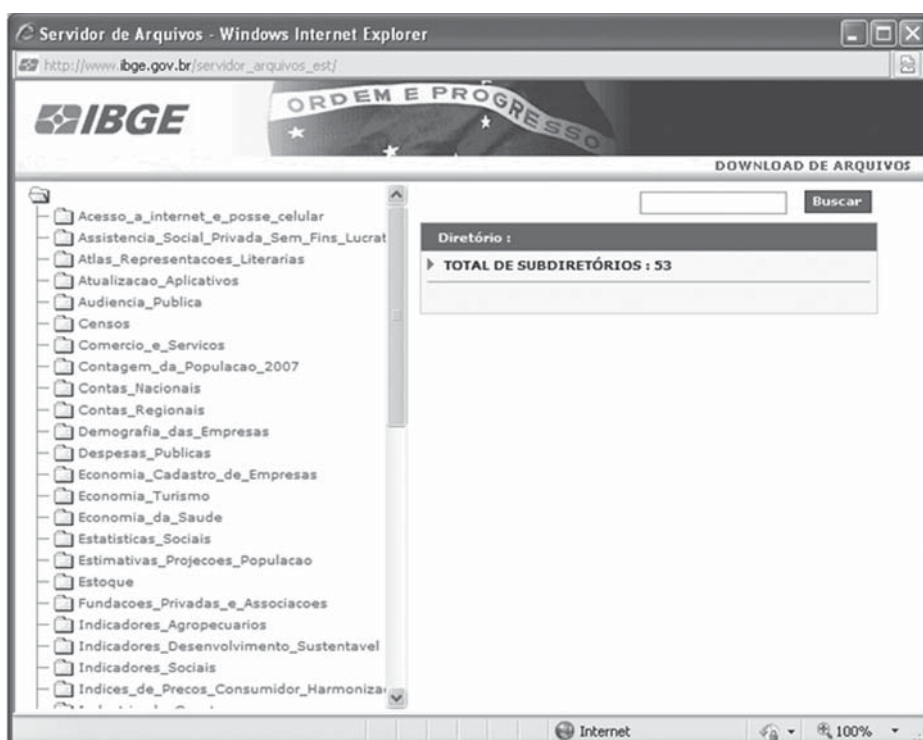 Servidor de Arquivos - Windows Internet Explorer
http://www.ibge.gov.br/servidor_arquivos_est/
IBGE
ORDEM E PROGRESSO
DOWNLOAD DE ARQUIVOS
Buscar
Acesso_a_internet_e_posse_celular
Assistencia_Social_Privada_Sem_Fins_Lucrat
Atlas_Representacoes_Literarias
Atualizacao_Aplicativos
Audiencia_Publica
Censos
Comercio_e_Servicos
Contagem_da_Populacao_2007
Contas_Nacionais
Contas_Regionais
Demografia_das_Empresas
Despesas_Publicas
Economia_Cadastro_de_Empresas
Economia_Turismo
Economia_da_Saude
Estatisticas_Sociais
Estimativas_Projecoes_Populacao
Estoque
Fundacoes_Privadas_e_Associacoes
Indicadores_Agropecuarios
Indicadores_Desenvolvimento_Sustentavel
Indicadores_Sociais
Indices_de_Precos_Consumidor_Harmoniza
Diretório :
TOTAL DE SUBDIRETÓRIOS : 53
Internet
100%